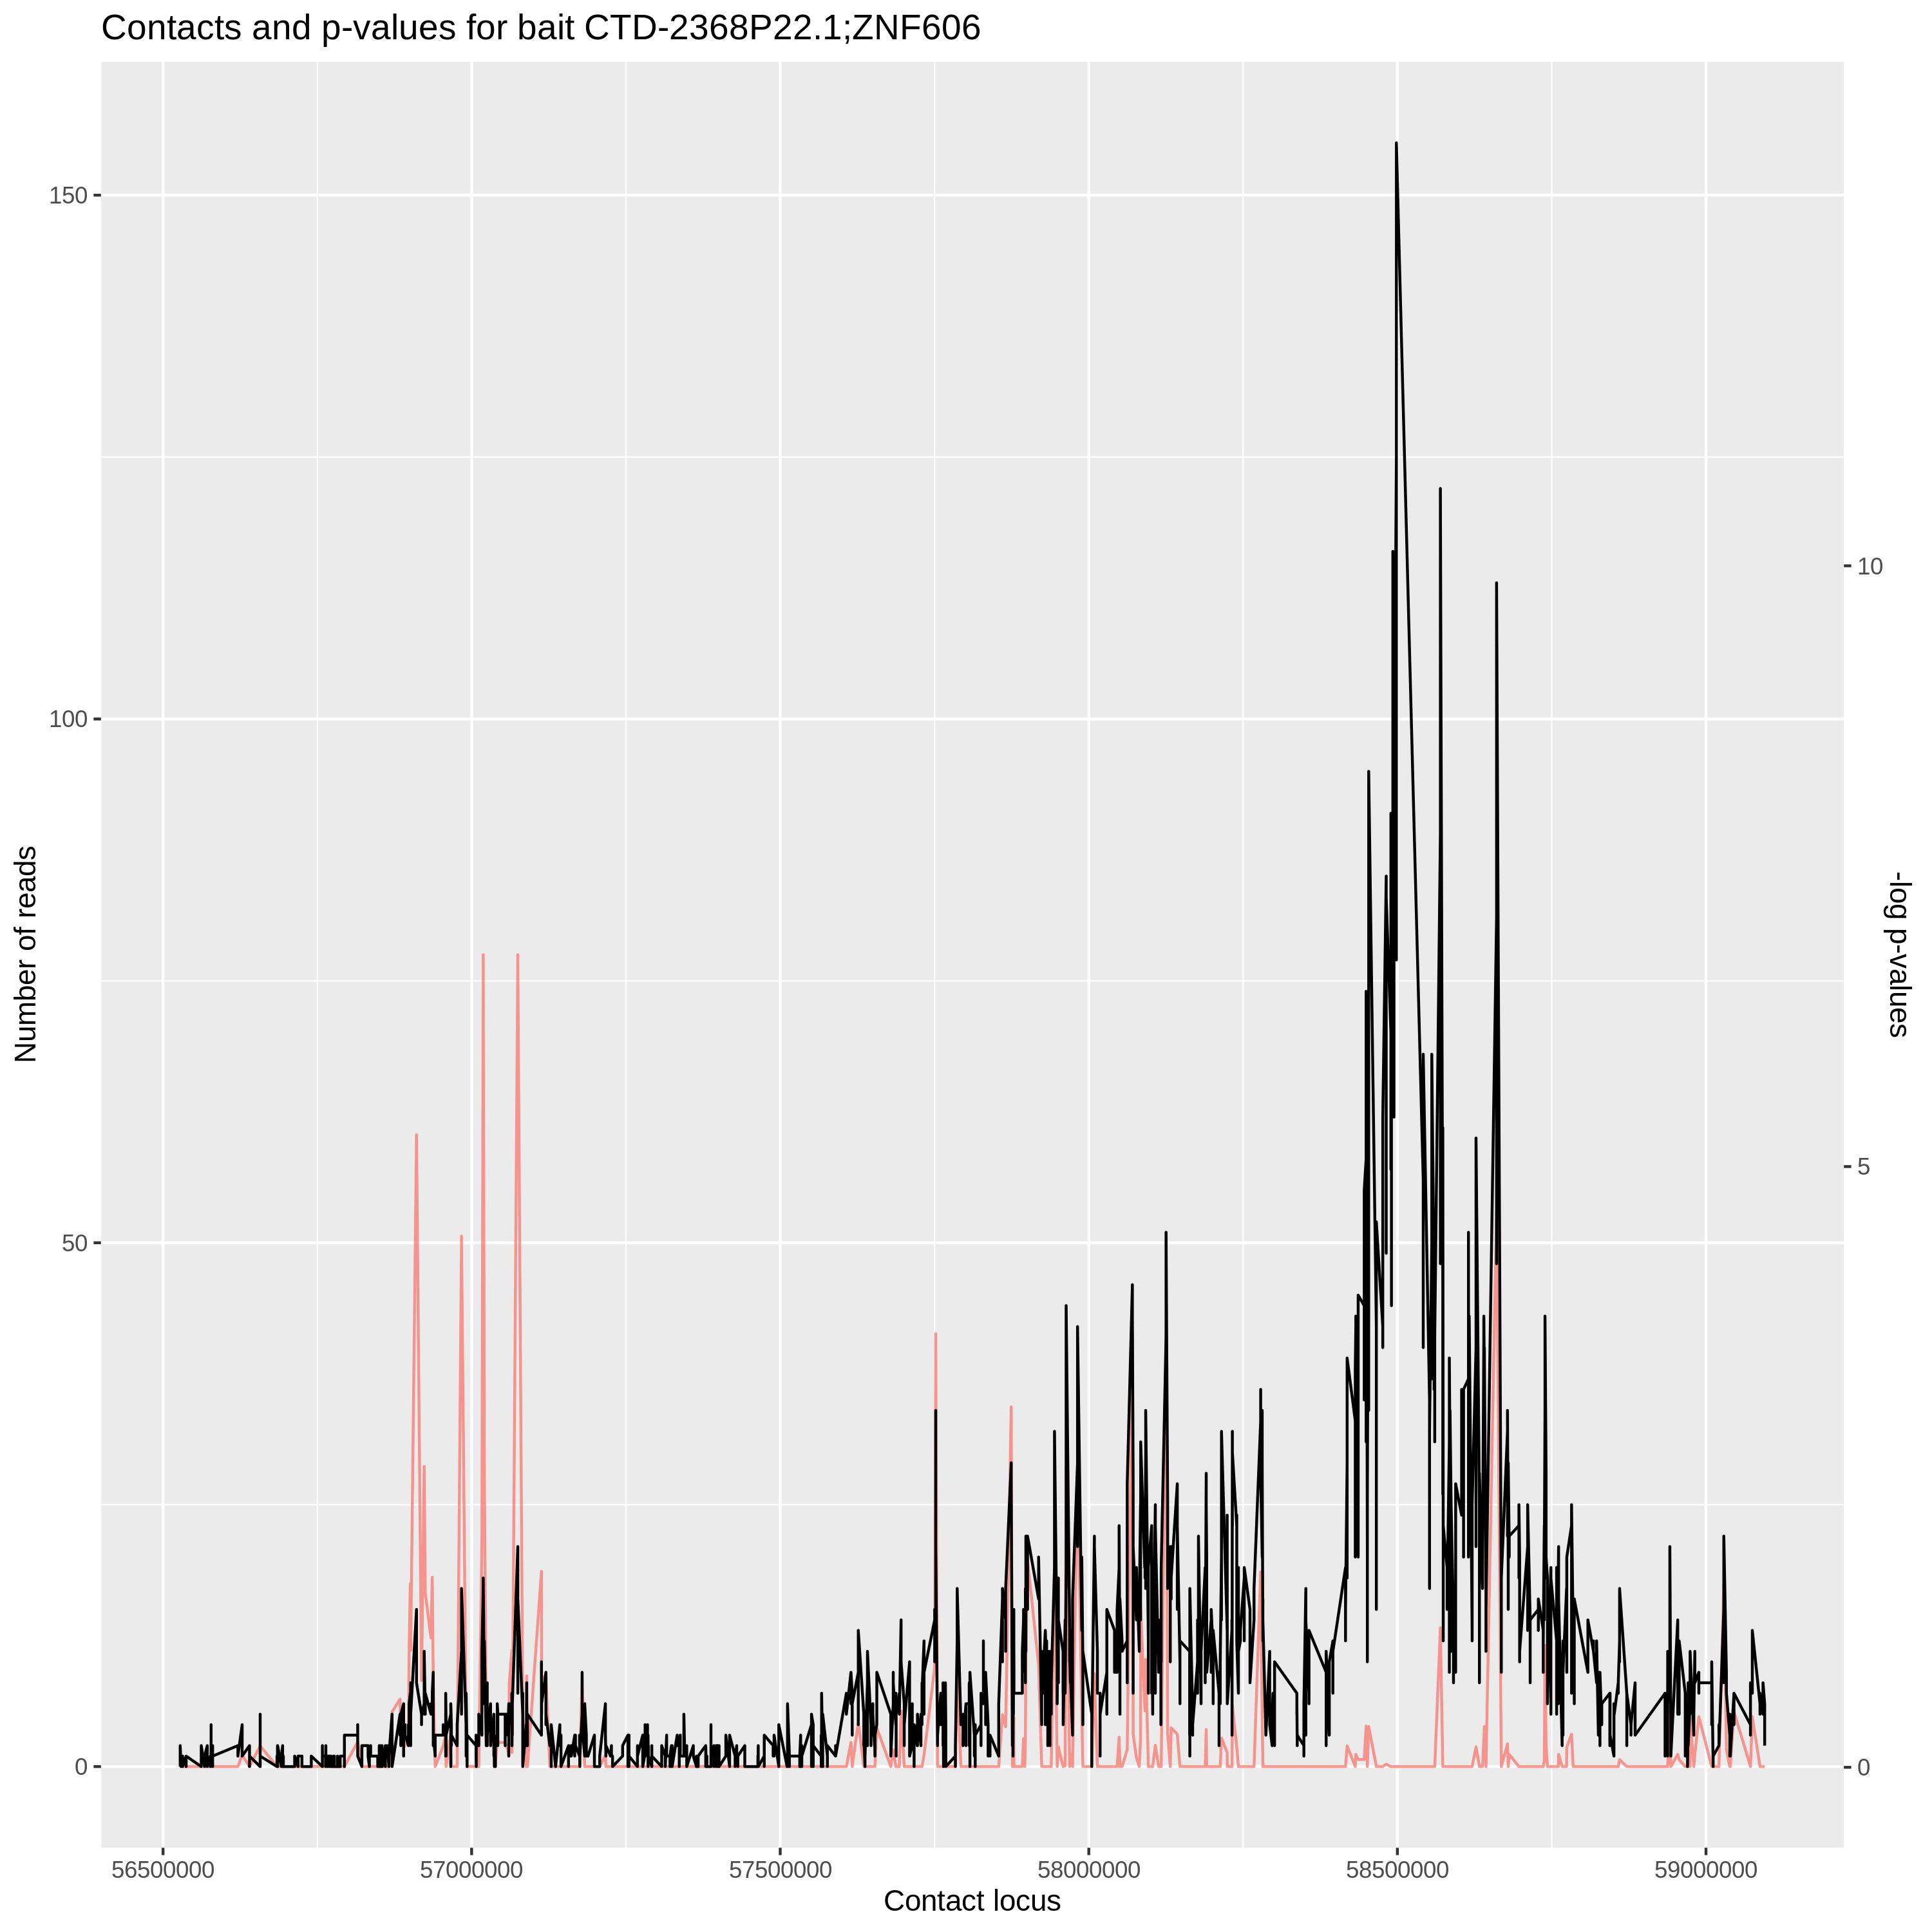 Contacts and p-values for bait CTD-2368P22.1;ZNF606
150
100
50
0
Number of reads
10
5
0
-log p-values
56500000 57000000 57500000 58000000 58500000 59000000
Contact locus